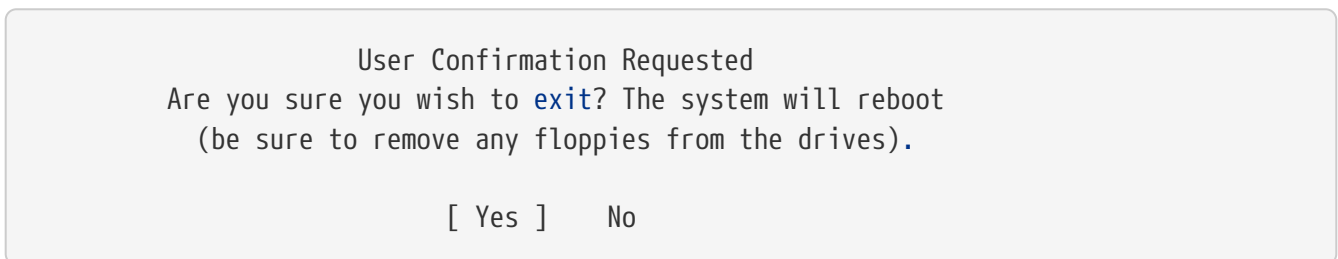 User Confirmation Requested
Are you sure you wish to exit? The system will reboot
(be sure to remove any floppies from the drives).
[ Yes ] No